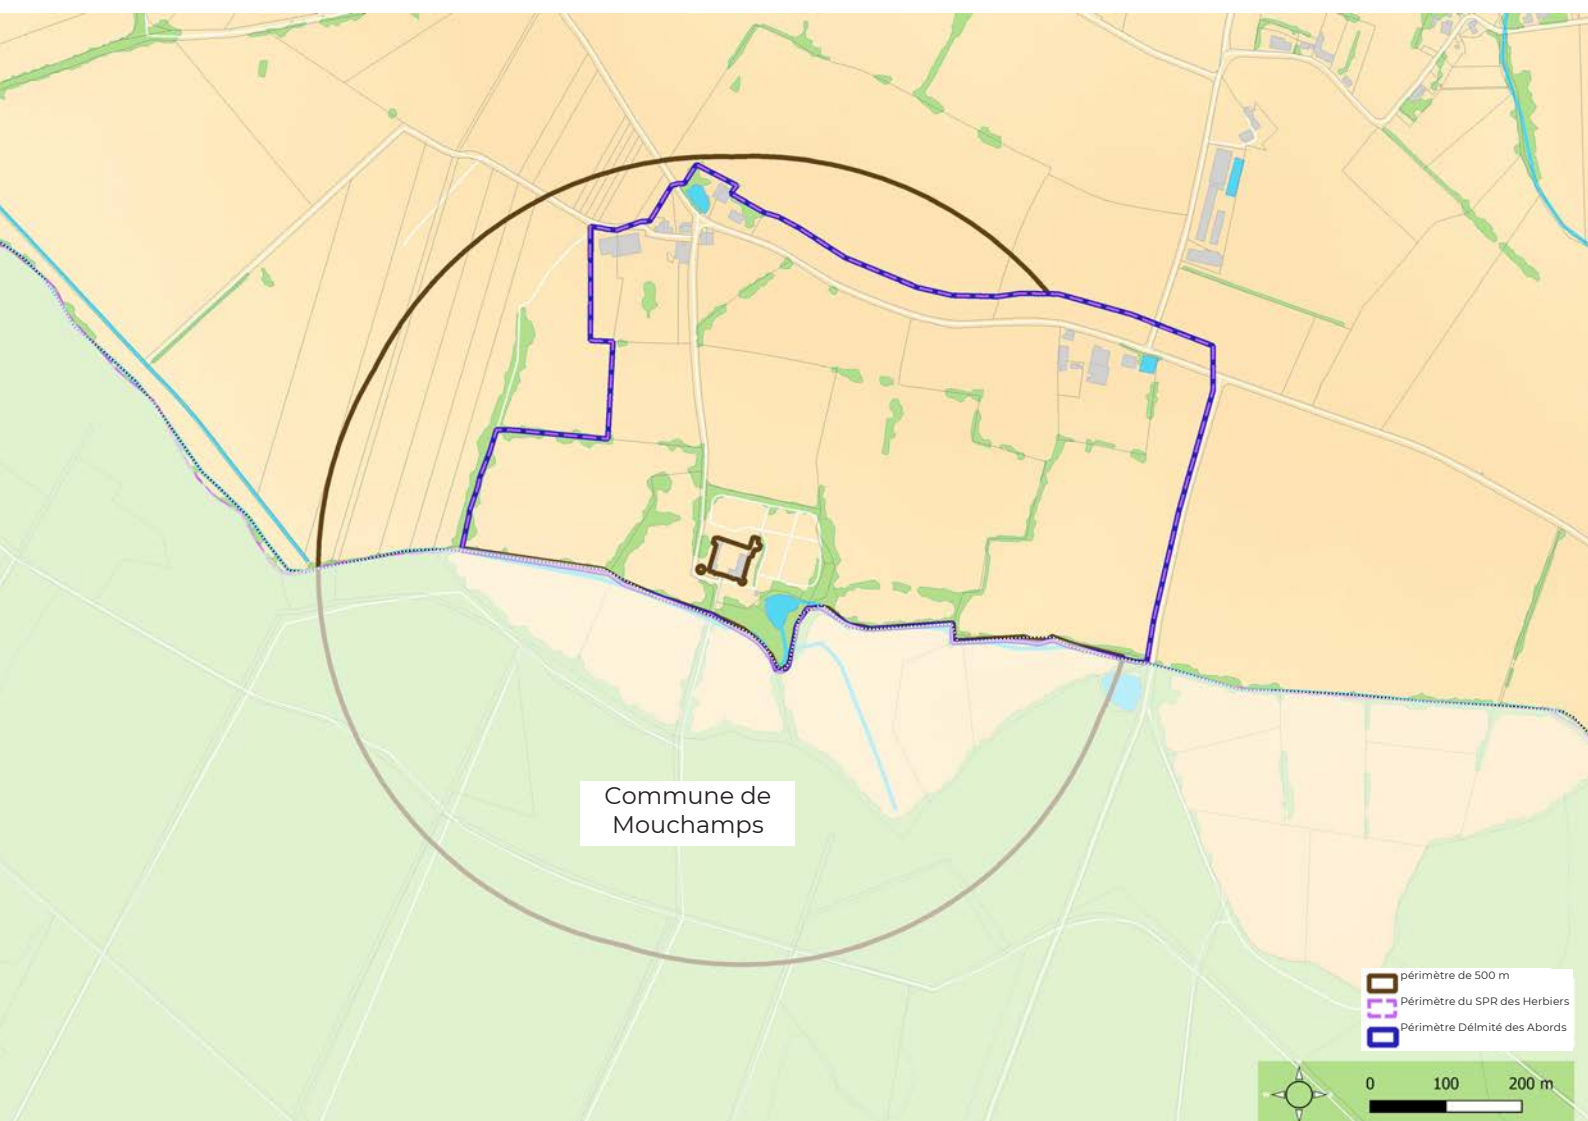 Commune de
Mouchamps
périmètre de 500 m
Périmètre du SPR des Herbiers
Périmètre Délmité des Abords
0 100 200 m